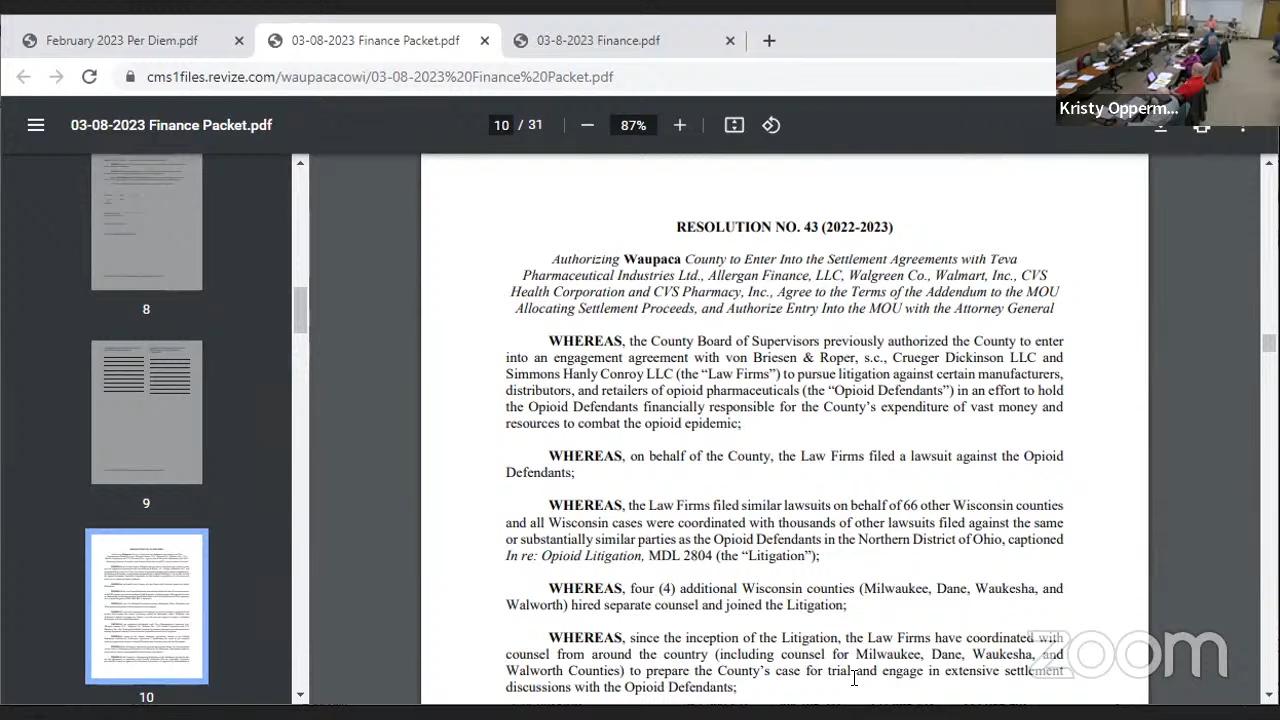 February 2023 Per Diem.pdf
03-08-2023 Finance Packet.pdf
03-8-2023 Finance.pdf
cms1files.revize.com/waupacacowi/03-08-2023%20Finance%20Packet.pdf
Kristy Opperm...
03-08-2023 Finance Packet.pdf
10 / 31
87%
8
9
10
RESOLUTION NO. 43 (2022-2023)
Authorizing Waupaca County to Enter Into the Settlement Agreements with Teva
Pharmaceutical Industries Ltd., Allergan Finance, LLC, Walgreen Co., Walmart, Inc., CVS
Health Corporation and CVS Pharmacy, Inc., Agree to the Terms of the Addendum to the MOU
Allocating Settlement Proceeds, and Authorize Entry Into the MOU with the Attorney General
WHEREAS, the County Board of Supervisors previously authorized the County to enter
into an engagement agreement with von Briesen & Roper, s.c., Crueger Dickinson LLC and
Simmons Hanly Conroy LLC (the “Law Firms”) to pursue litigation against certain manufacturers,
distributors, and retailers of opioid pharmaceuticals (the “Opioid Defendants”) in an effort to hold
the Opioid Defendants financially responsible for the County’s expenditure of vast money and
resources to combat the opioid epidemic;
WHEREAS, on behalf of the County, the Law Firms filed a lawsuit against the Opioid
Defendants;
WHEREAS, the Law Firms filed similar lawsuits on behalf of 66 other Wisconsin counties
and all Wisconsin cases were coordinated with thousands of other lawsuits filed against the same
or substantially similar parties as the Opioid Defendants in the Northern District of Ohio, captioned
In re: Opioid Litigation, MDL 2804 (the “Litigation”);
WHEREAS, four (4) additional Wisconsin counties (Milwaukee, Dane, Waukesha, and
Walworth) hired separate counsel and joined the Litigation;
WHEREAS, since the inception of the Litigation, the Law Firms have coordinated with
counsel from around the country (including counsel for Milwaukee, Dane, Waukesha, and
Walworth Counties) to prepare the County’s case for trial and engage in extensive settlement
discussions with the Opioid Defendants;
zoom